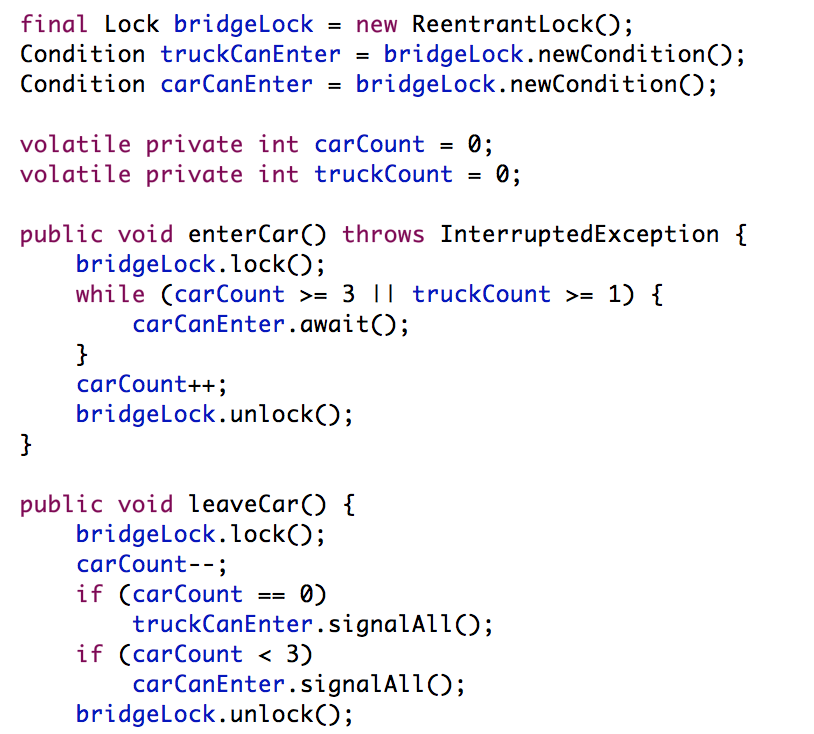 final Lock bridgeLock = new ReentrantLock();
Condition truckCanEnter = bridgeLock.newCondition();
Condition carCanEnter = bridgeLock.newCondition();

volatile private int carCount = 0;
volatile private int truckCount = 0;

public void enterCar() throws InterruptedException {
    bridgeLock.lock();
    while (carCount >= 3 || truckCount >= 1) {
        carCanEnter.await();
    }
    carCount++;
    bridgeLock.unlock();
}

public void leaveCar() {
    bridgeLock.lock();
    carCount--;
    if (carCount == 0)
        truckCanEnter.signalAll();
    if (carCount < 3)
        carCanEnter.signalAll();
    bridgeLock.unlock();